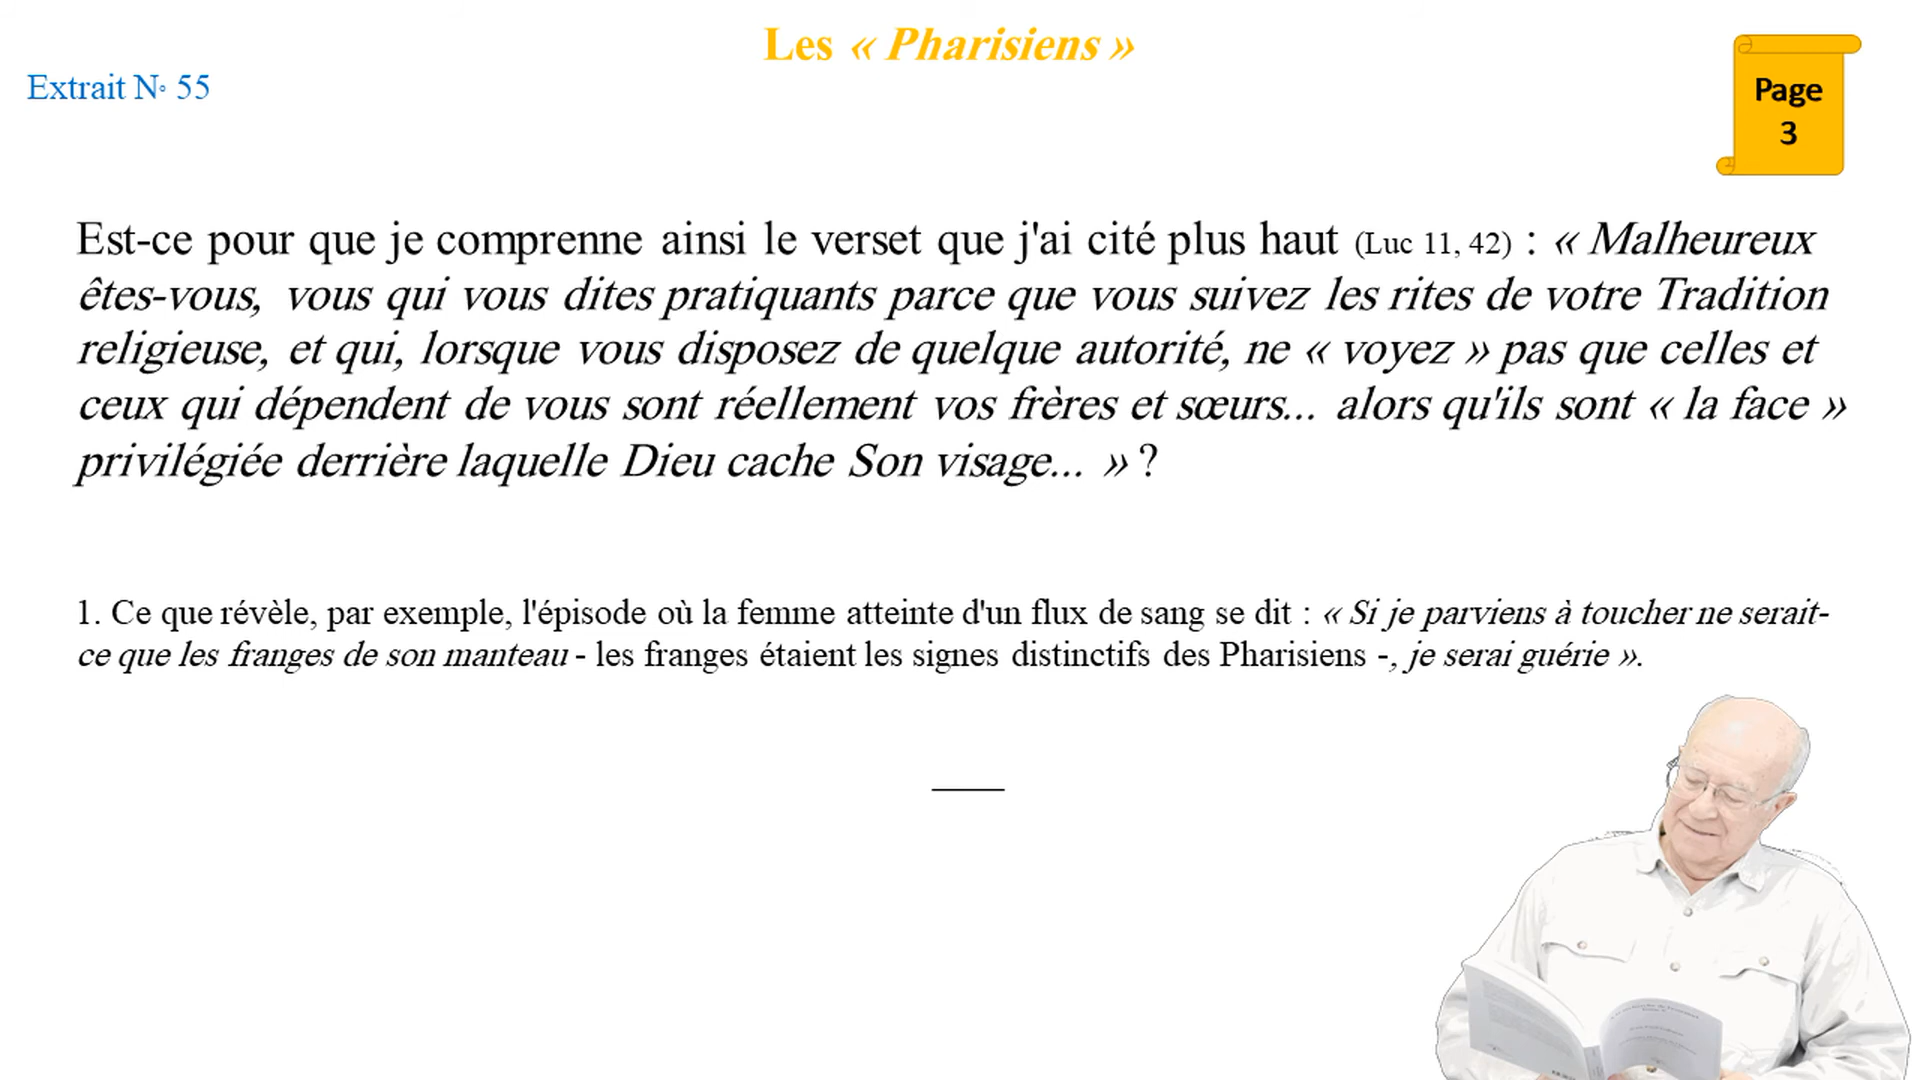 Les « Pharisiens »
Extrait N◦ 55
Page
3
Est-ce pour que je comprenne ainsi le verset que j'ai cité plus haut (Luc 11, 42) : « Malheureux
êtes-vous, vous qui vous dites pratiquants parce que vous suivez les rites de votre Tradition
religieuse, et qui, lorsque vous disposez de quelque autorité, ne « voyez » pas que celles et
ceux qui dépendent de vous sont réellement vos frères et sœurs... alors qu'ils sont « la face »
privilégiée derrière laquelle Dieu cache Son visage... » ?
1. Ce que révèle, par exemple, l'épisode où la femme atteinte d'un flux de sang se dit : « Si je parviens à toucher ne serait-
ce que les franges de son manteau - les franges étaient les signes distinctifs des Pharisiens -, je serai guérie ».